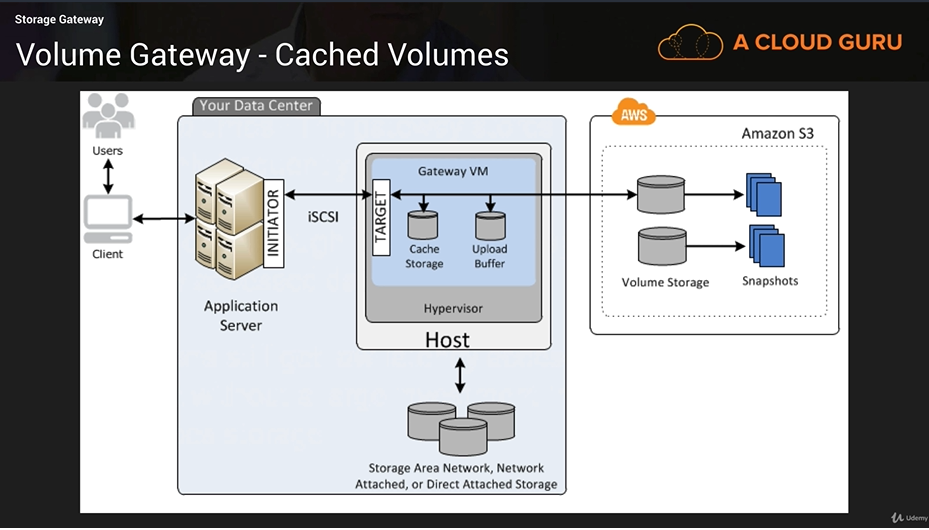 Storage Gateway
Volume Gateway - Cached Volumes
A CLOUD GURU
Users
Client
Your Data Center
INITIATOR
iSCSI
Application
Server
Gateway VM
TARGET
Cache
Storage
Upload
Buffer
Hypervisor
Host
Storage Area Network, Network
Attached, or Direct Attached Storage
AWS
Amazon S3
Volume Storage
Snapshots
Udemy